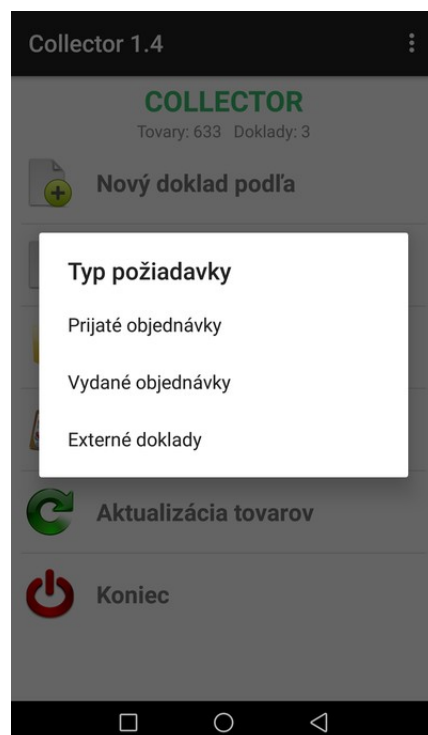 Collector 1.4
COLLECTOR
Tovary: 633 Doklady: 3
Nový doklad podľa
Typ požiadavky
Prijaté objednávky
Vydané objednávky
Externé doklady
Aktualizácia tovarov
Koniec